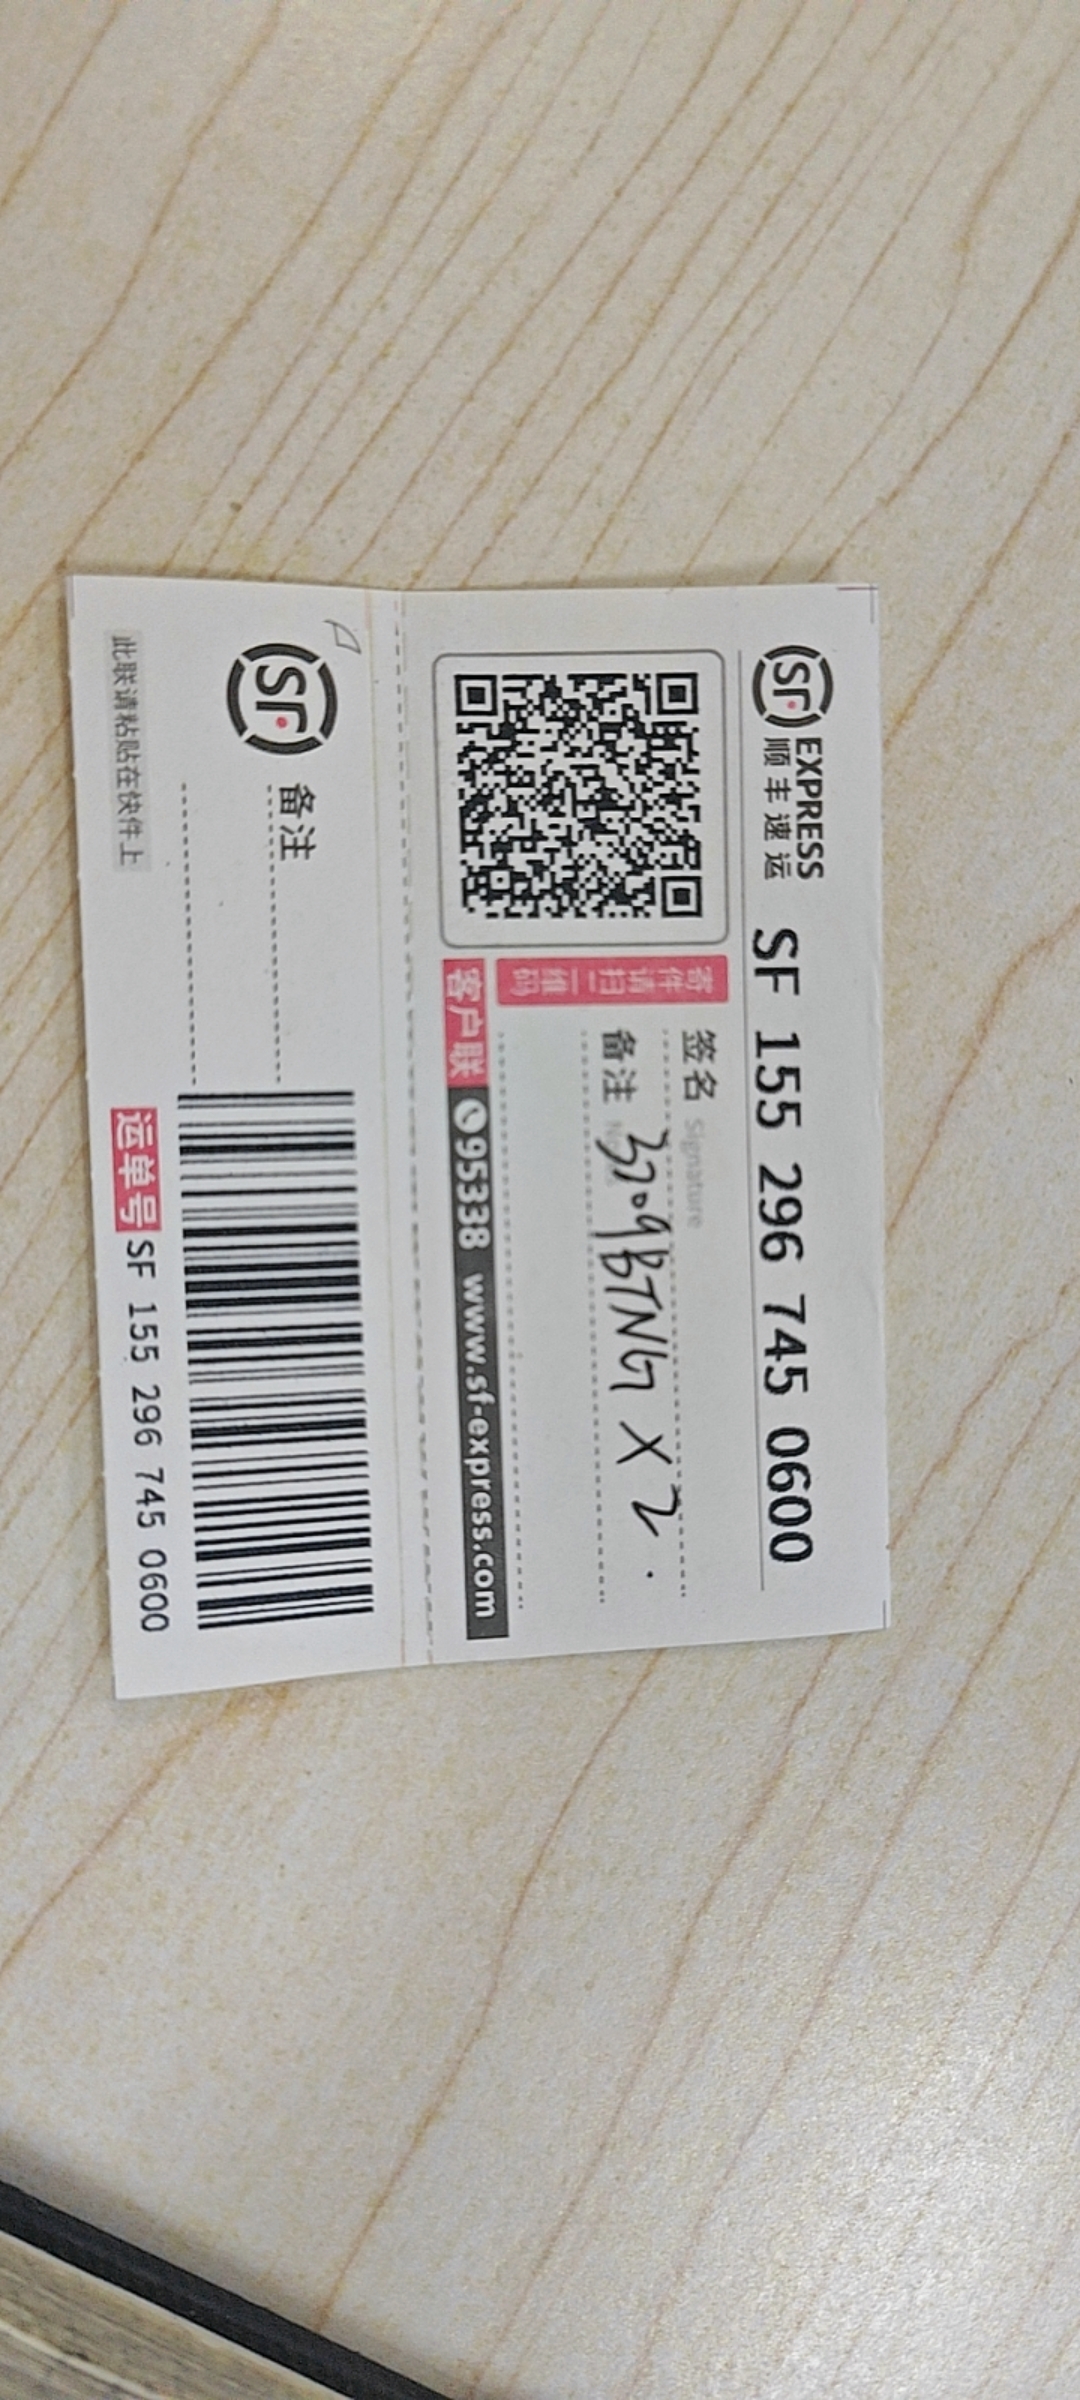 SF EXPRESS
顺丰速运
SF 155 296 745 0600
寄件请扫二维码
签名 Signature
备注 3709BTNG X 2.
客户联 95338 www.sf-express.com
SF 备注
此联请粘贴在快件上
运单号 SF 155 296 745 0600